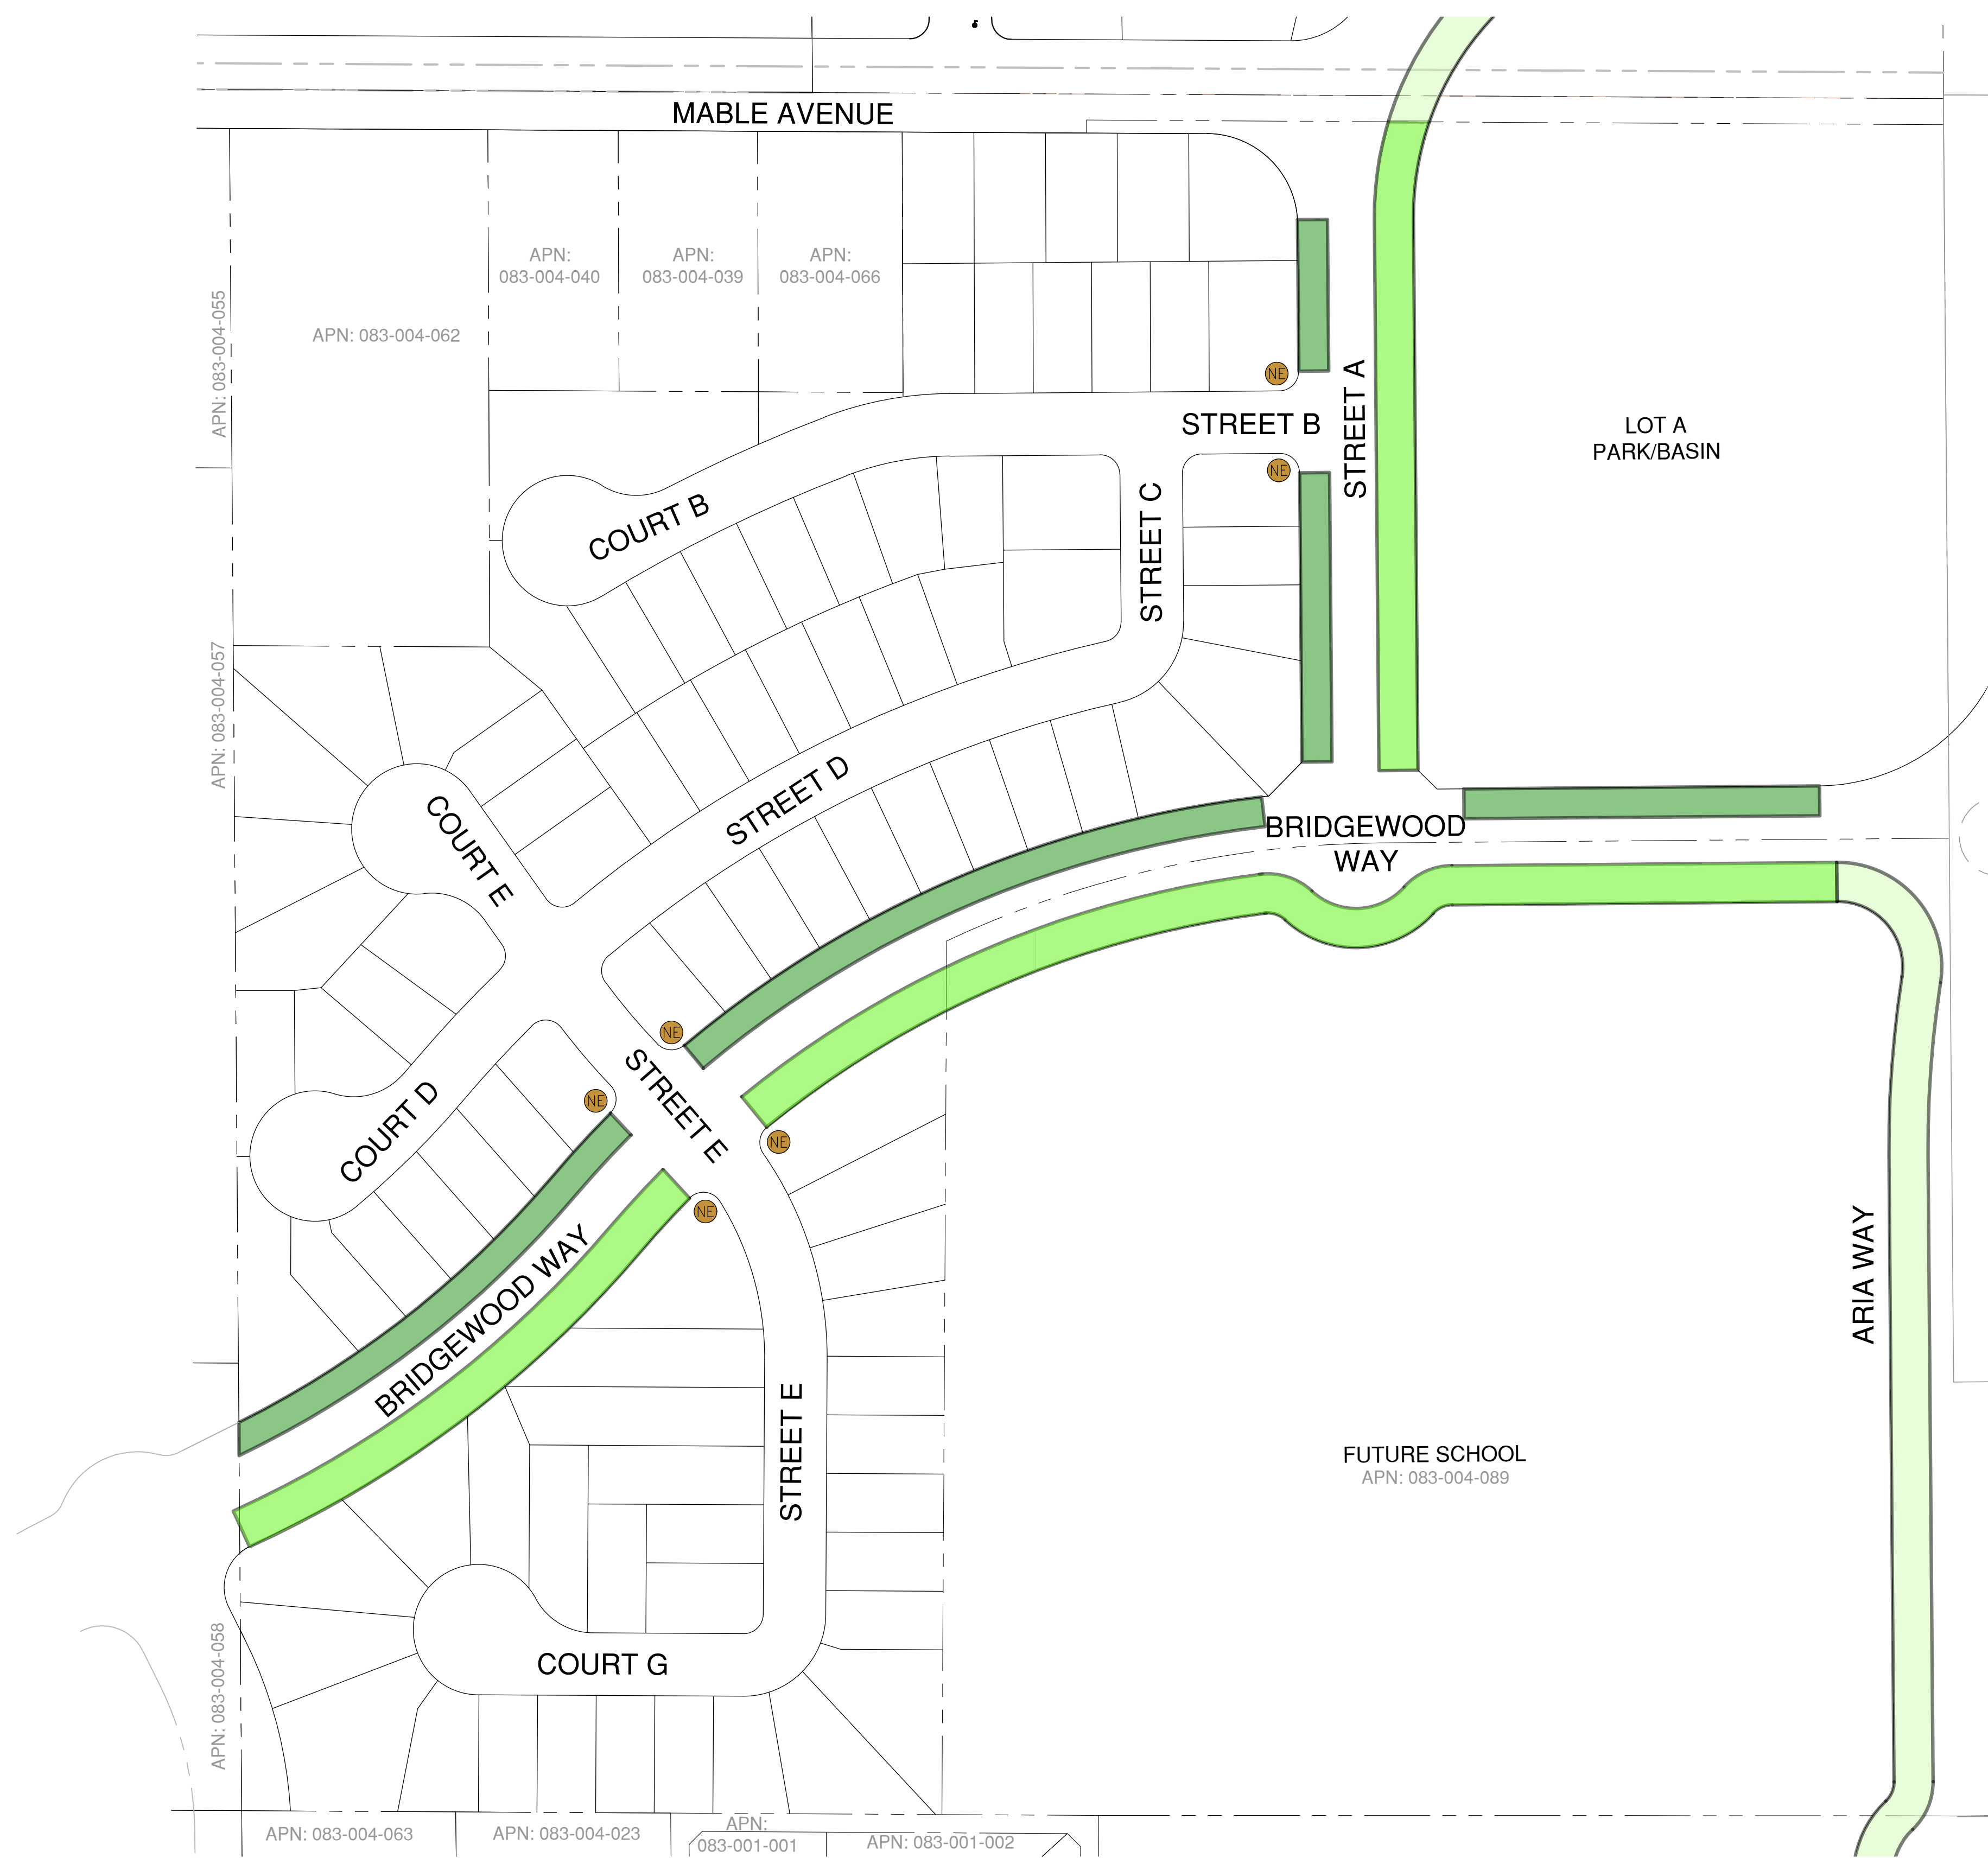 MABLE AVENUE
APN:
083-004-040
APN:
083-004-039
APN:
083-004-066
APN: 083-004-055
APN: 083-004-062
NE
STREET A
STREET B
LOT A
PARK/BASIN
NE
COURT B
STREET C
APN: 083-004-057
STREET D
COURT E
BRIDGEWOOD
WAY
NE
STREET E
NE
COURT D
NE
NE
BRIDGEWOOD WAY
ARIA WAY
STREET E
FUTURE SCHOOL
APN: 083-004-089
COURT G
APN: 083-004-058
APN: 083-004-063
APN: 083-004-023
APN:
083-001-001
APN: 083-001-002